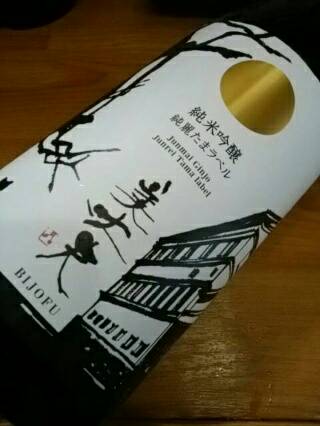 純米吟醸
純麗たまラベル
Junmai Ginjo
Junrei Tama label
美丈夫
BIJOFU